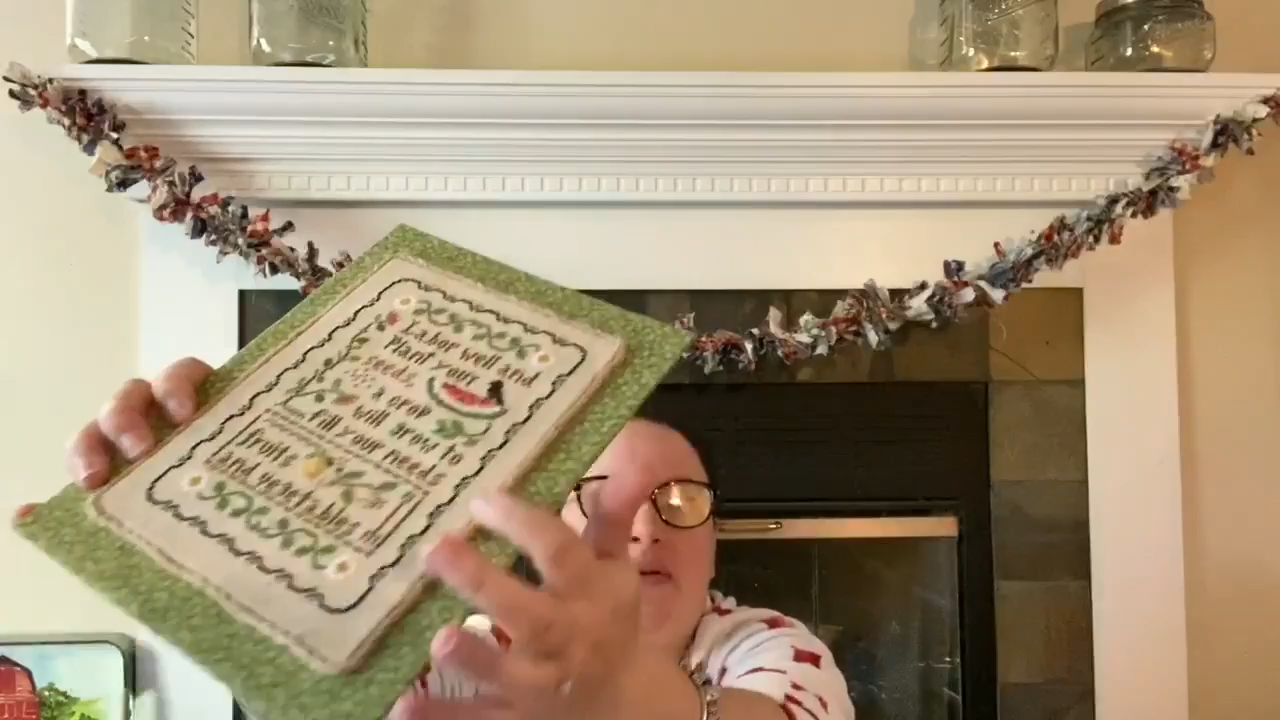 Labor well and
Plant your
seeds,
a crop
will grow to
fill your needs
fruits
and vegetables